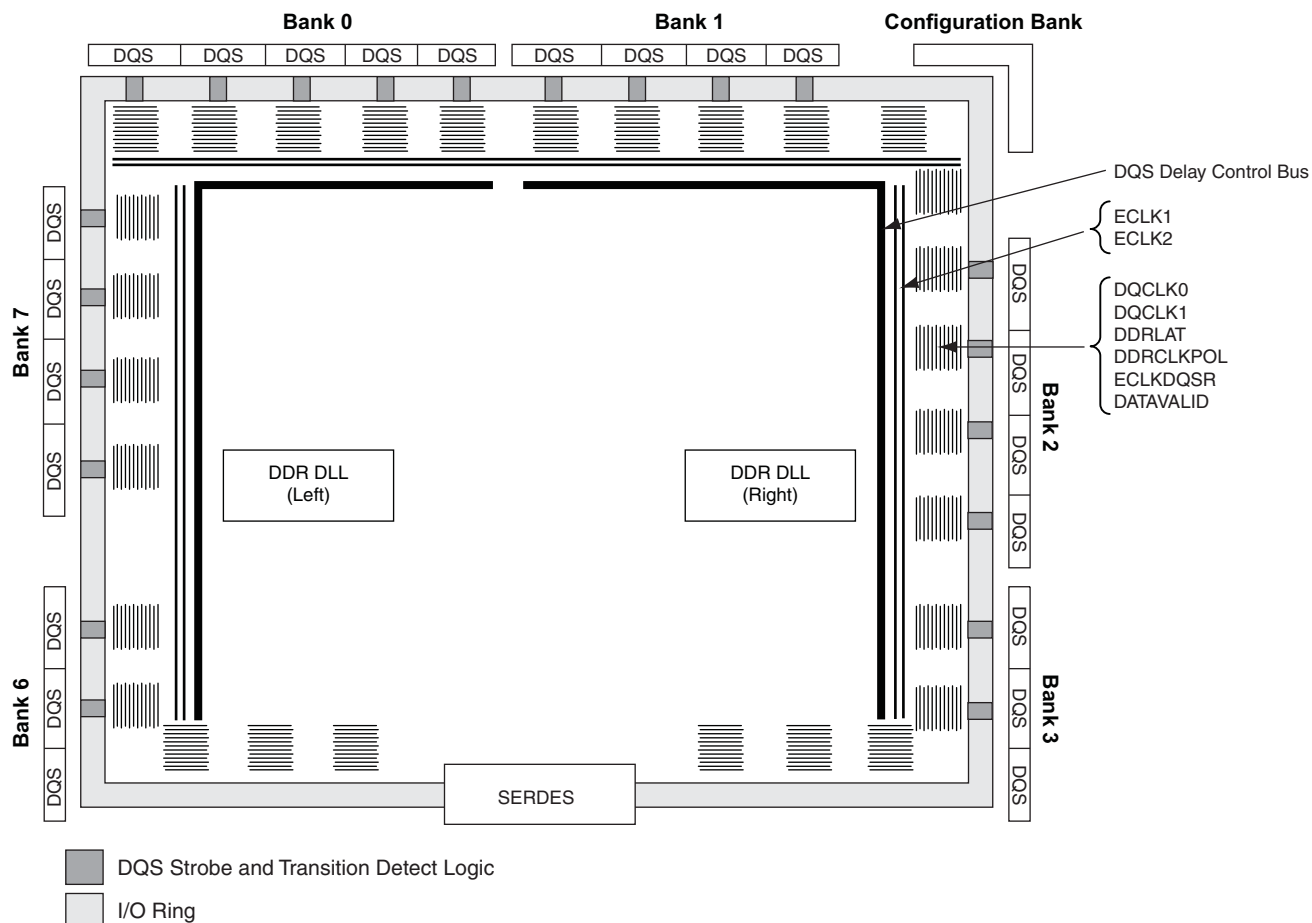 Bank 0
Bank 1
Configuration Bank
DQS DQS DQS DQS DQS DQS DQS DQS DQS
DQS Delay Control Bus
ECLK1
ECLK2
DQCLK0
DQCLK1
DDRLAT
DDRCLKPOL
ECLKDQSR
DATAVALID
Bank 7
DQS
DQS
DQS
DQS
Bank 6
DQS
DQS
DQS
DDR DLL
(Left)
DDR DLL
(Right)
DQS
DQS
DQS
DQS
Bank 2
DQS
DQS
DQS
Bank 3
SERDES
DQS Strobe and Transition Detect Logic
I/O Ring